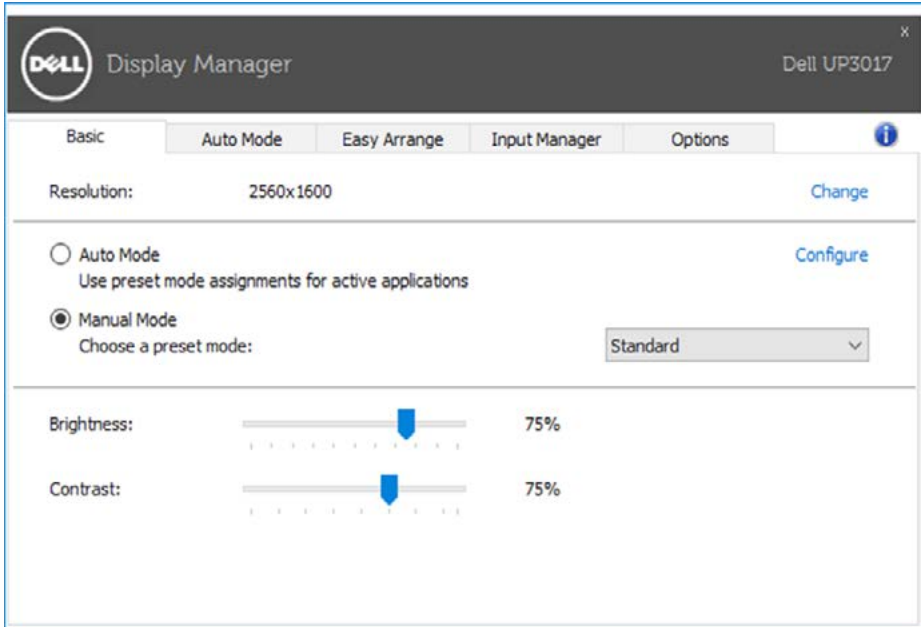 DELL Display Manager
x
Dell UP3017
Basic Auto Mode Easy Arrange Input Manager Options
Resolution: 2560x1600 Change
Auto Mode Configure
Use preset mode assignments for active applications
Manual Mode
Choose a preset mode: Standard
Brightness: 75%
Contrast: 75%